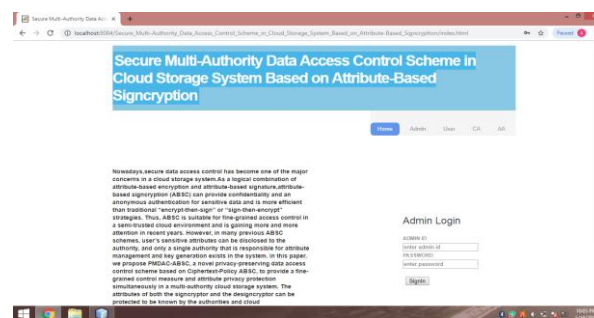 Secure Multi-Authority Data Acc
localhost:8084/Secure_Multi-Authority_Data_Access_Control_Scheme_in_Cloud_Storage_System_Based_on_Attribute-Based_Signcryption/index.html
Paused
Secure Multi-Authority Data Access Control Scheme in
Cloud Storage System Based on Attribute-Based
Signcryption
Home Admin User CA AA
Nowadays,secure data access control has become one of the major
concerns in a cloud storage system.As a logical combination of
attribute-based encryption and attribute-based signature,attribute-
based signcryption (ABSC) can provide confidentiality and an
anonymous authentication for sensitive data and is more efficient
than traditional "encrypt-then-sign" or "sign-then-encrypt"
strategies. Thus, ABSC is suitable for fine-grained access control in
a semi-trusted cloud environment and is gaining more and more
attention in recent years. However, in many previous ABSC
schemes, user's sensitive attributes can be disclosed to the
authority, and only a single authority that is responsible for attribute
management and key generation exists in the system. In this paper,
we propose PMDAC-ABSC, a novel privacy-preserving data access
control scheme based on Ciphertext-Policy ABSC, to provide a fine-
grained control measure and attribute privacy protection
simultaneously in a multi-authority cloud storage system. The
attributes of both the signcryptor and the designcryptor can be
protected to be known by the authorities and cloud
Admin Login
ADMIN ID
enter admin id
PASSWORD
enter password
SignIn